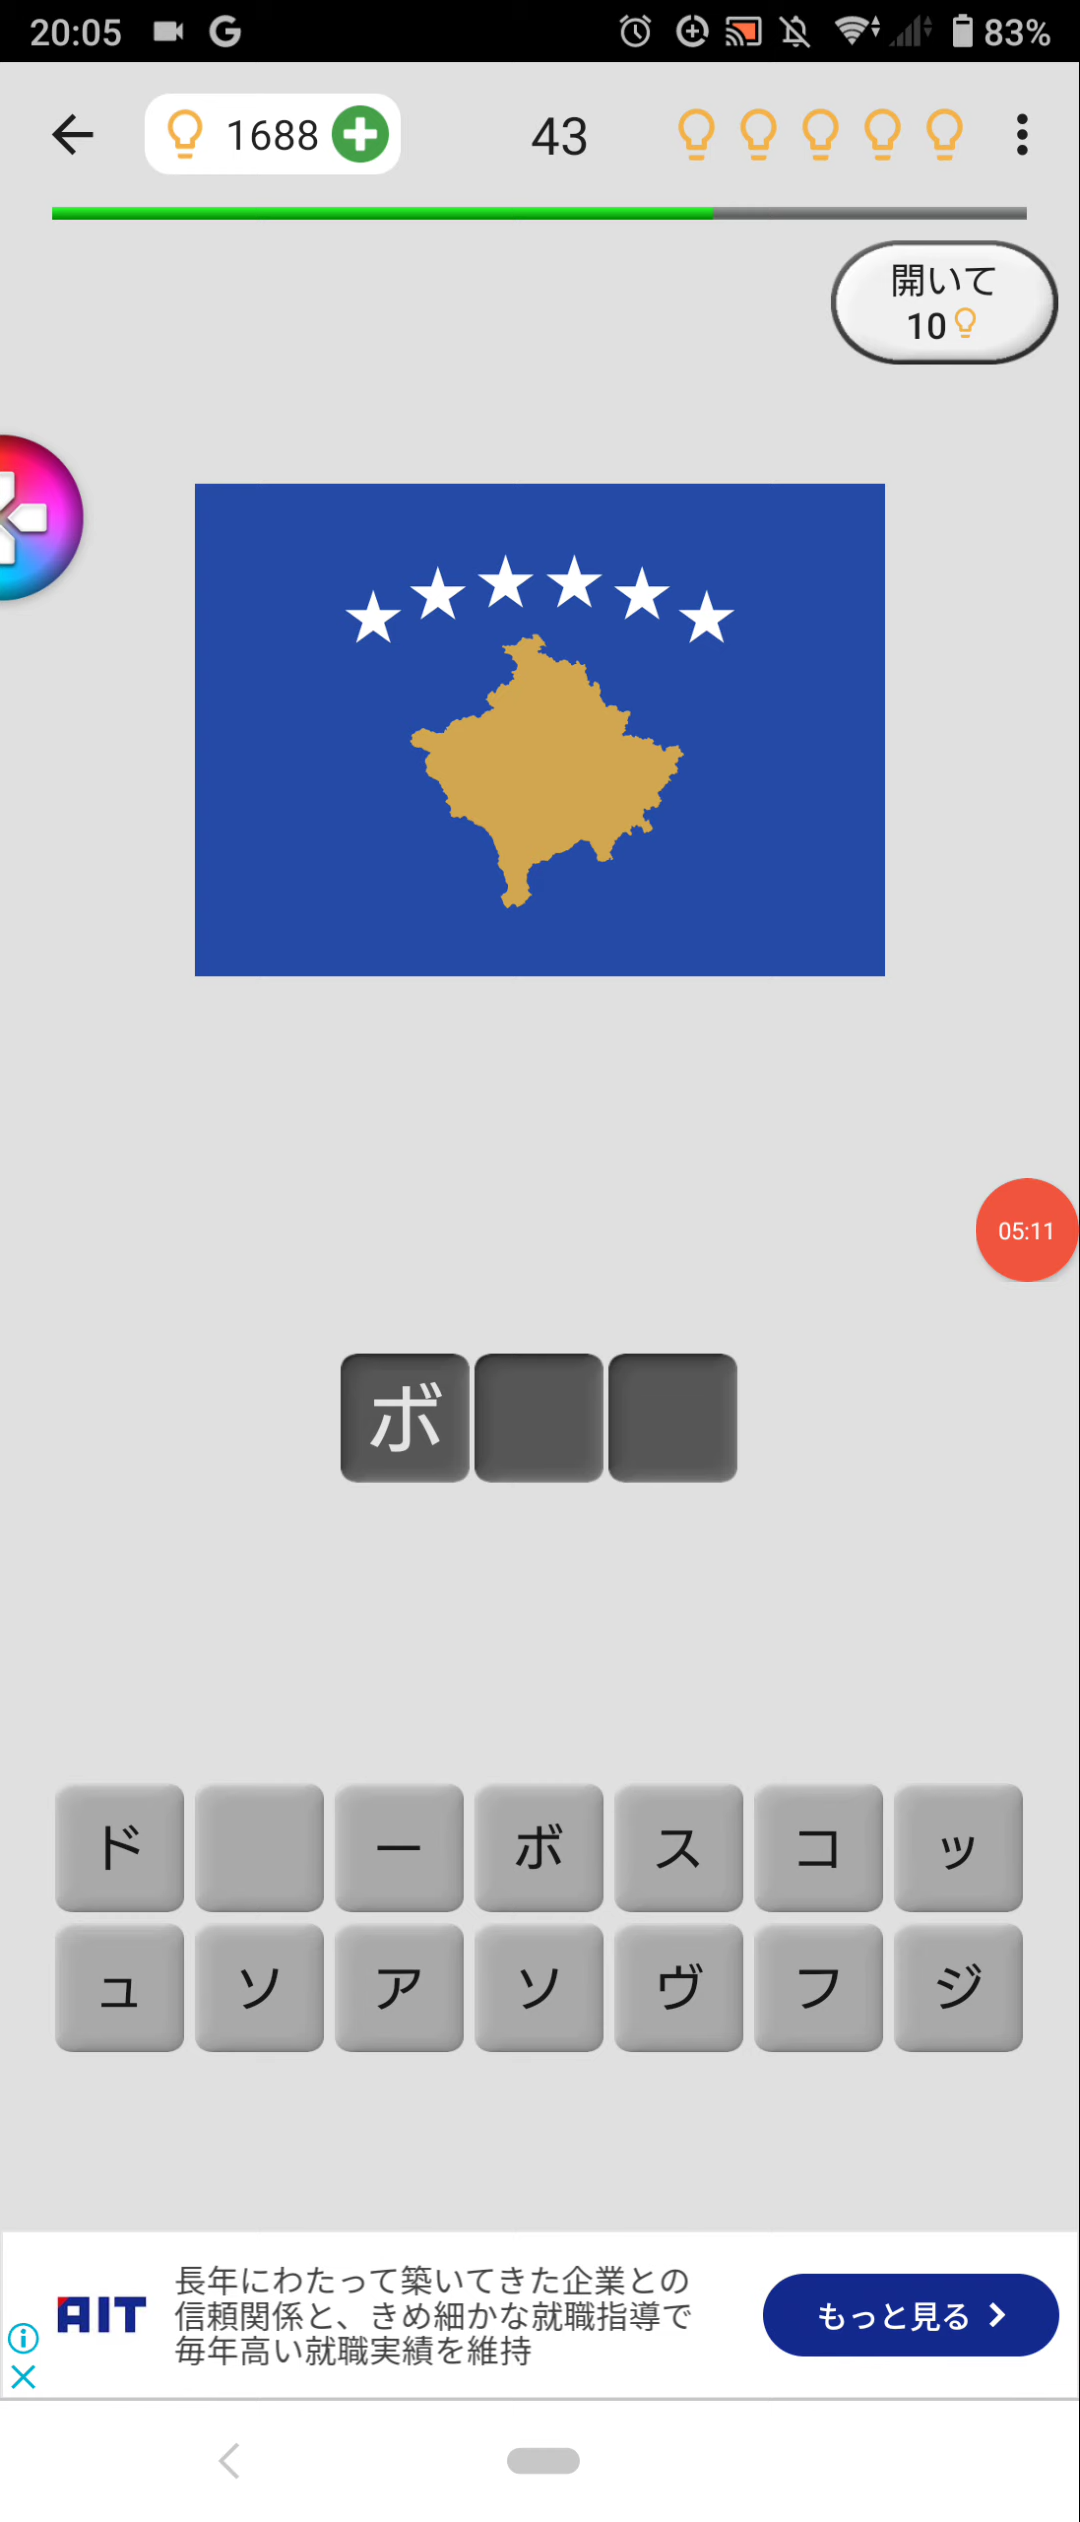 20:05 G 83%
1688 43
開いて
10
05:11
ボ
ド ー ボ ス コ ッ
ュ ソ ア ソ ヴ フ ジ
AIT
長年にわたって築いてきた企業との
信頼関係と、きめ細かな就職指導で
毎年高い就職実績を維持
もっと見る